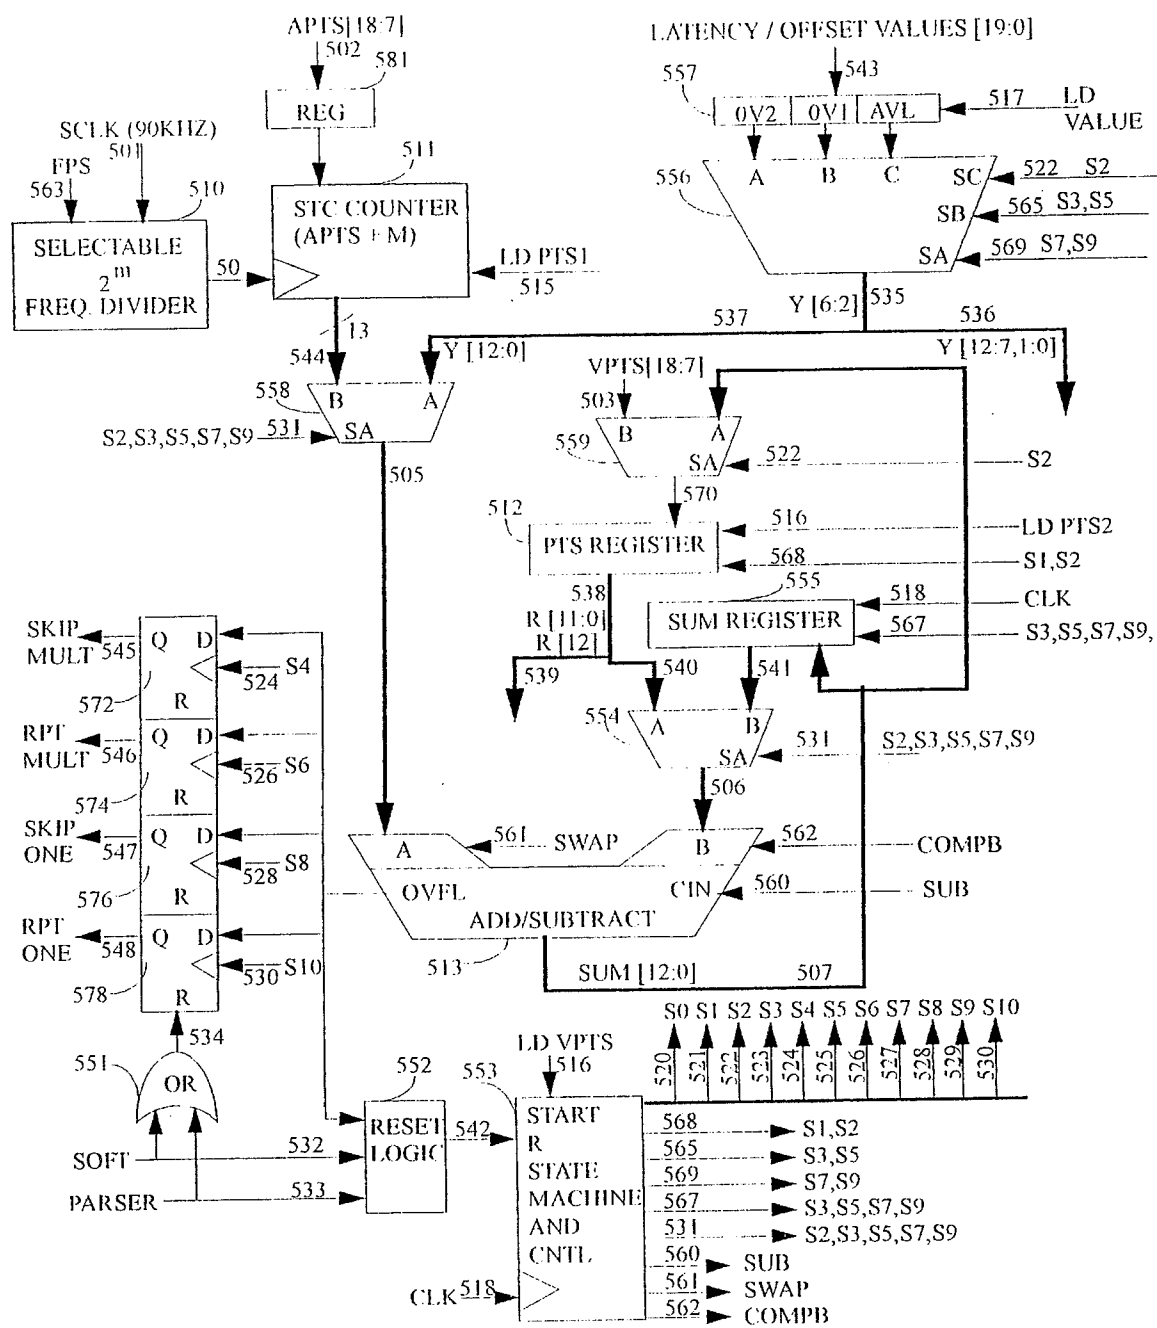 APTS[18:7]
502
581
REG
LATENCY / OFFSET VALUES [19:0]
543
557
0V2 0V1 AVL
517 LD
VALUE
SCLK (90KHZ)
501
FPS
563
510
511
556
A B C SC
522 S2
SB
565 S3,S5
SA
569 S7,S9
STC COUNTER
(APTS + M)
SELECTABLE
2^m
FREQ. DIVIDER
50
LD PTS1
515
Y [6:2]
535
537
536
13
544
Y [12:0]
Y [12:7,1:0]
VPTS[18:7]
558
B A
SA
S2,S3,S5,S7,S9
531
503
B A
559
SA
522
S2
505
570
512
PTS REGISTER
516
LD PTS2
568
S1,S2
538
555
R [11:0]
R [12]
SUM REGISTER
518
CLK
567
S3,S5,S7,S9,
539
540
541
SKIP
MULT
545
Q D
524
S4
572
R
554
A B
SA
531
S2,S3,S5,S7,S9
506
RPT
MULT
546
Q D
526
S6
574
R
SKIP
ONE
547
Q D
528
S8
576
R
A
561
SWAP
B
562
COMPB
OVFL
CIN
560
SUB
ADD/SUBTRACT
RPT
ONE
548
Q D
530
S10
578
R
513
SUM [12:0]
507
534
S0 S1 S2 S3 S4 S5 S6 S7 S8 S9 S10
520 521 522 523 524 525 526 527 528 529 530
LD VPTS
516
551
OR
552
553
RESET
LOGIC
542
START
R
STATE
MACHINE
AND
CNTL
SOFT
532
PARSER
533
568
S1,S2
565
S3,S5
569
S7,S9
567
S3,S5,S7,S9
531
S2,S3,S5,S7,S9
560
SUB
561
SWAP
562
COMPB
CLK
518